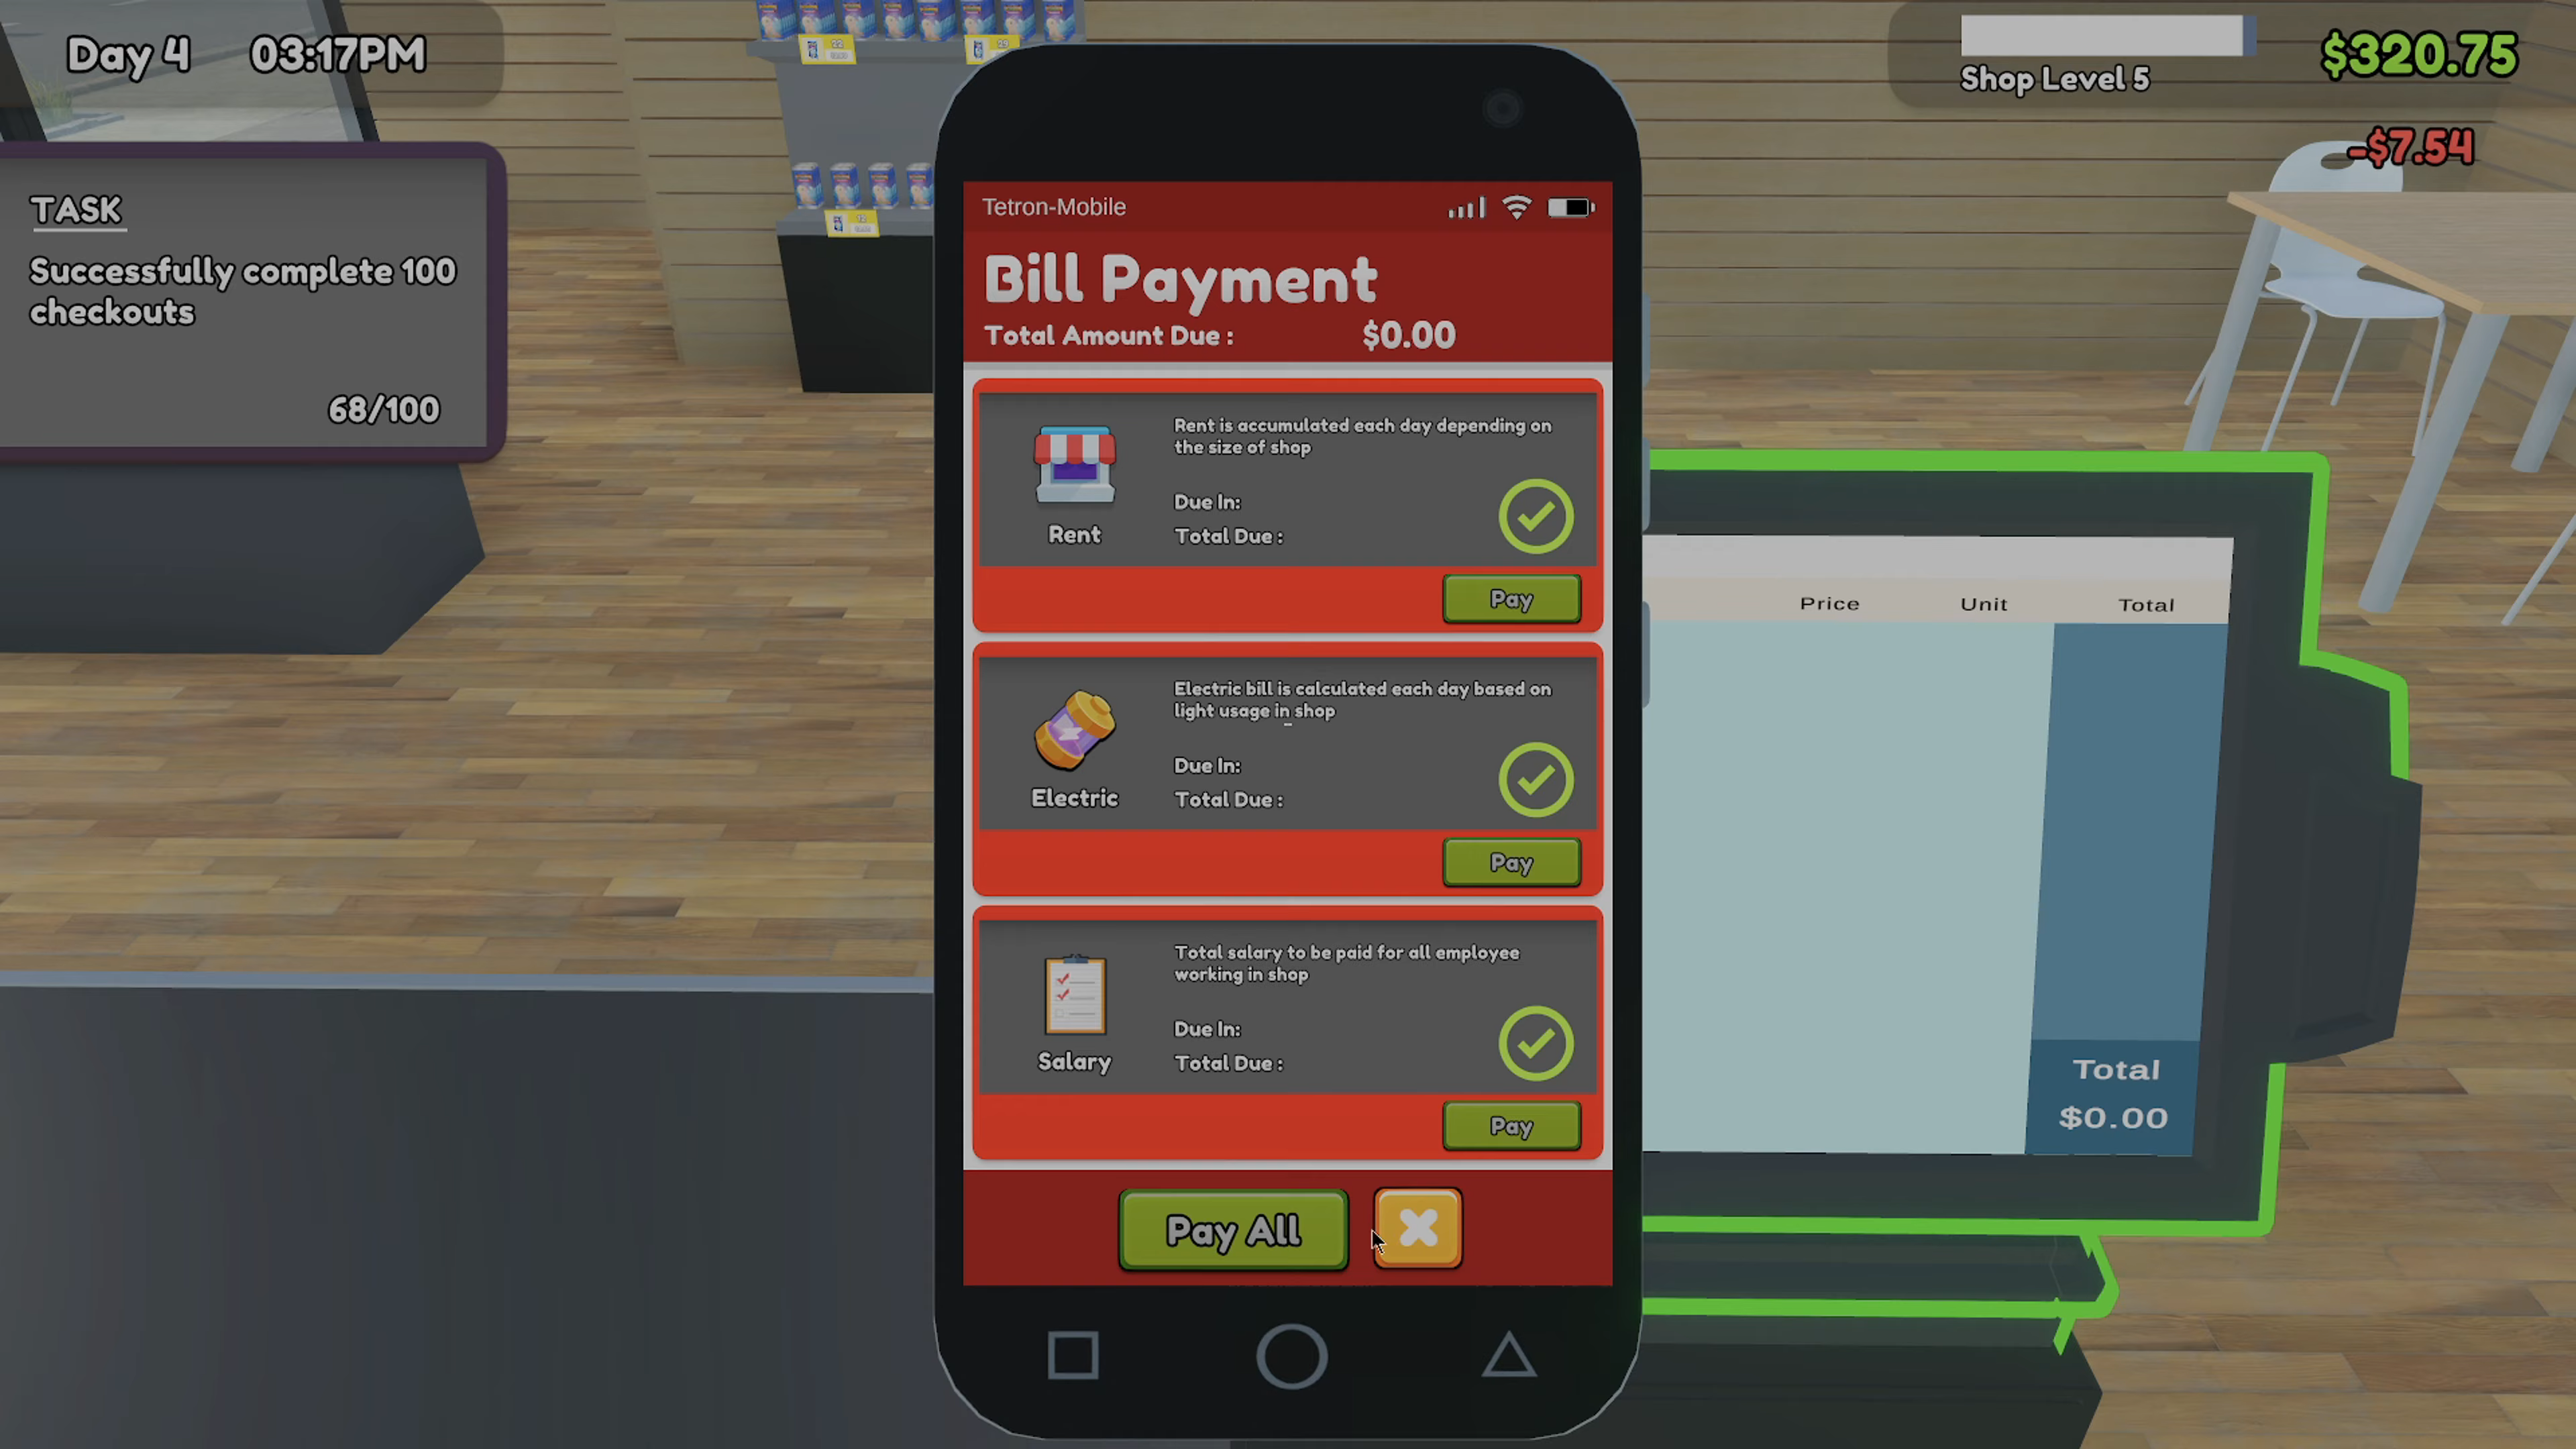 Day 4 03:17PM
Shop Level 5
$320.75
-$7.54
TASK
Successfully complete 100
checkouts
68/100
Tetron-Mobile
Bill Payment
Total Amount Due : $0.00
Rent is accumulated each day depending on
the size of shop
Due In:
Total Due :
Rent
Pay
Electric bill is calculated each day based on
light usage in shop
Due In:
Total Due :
Electric
Pay
Total salary to be paid for all employee
working in shop
Due In:
Total Due :
Salary
Pay
Pay All
Price Unit Total
Total
$0.00